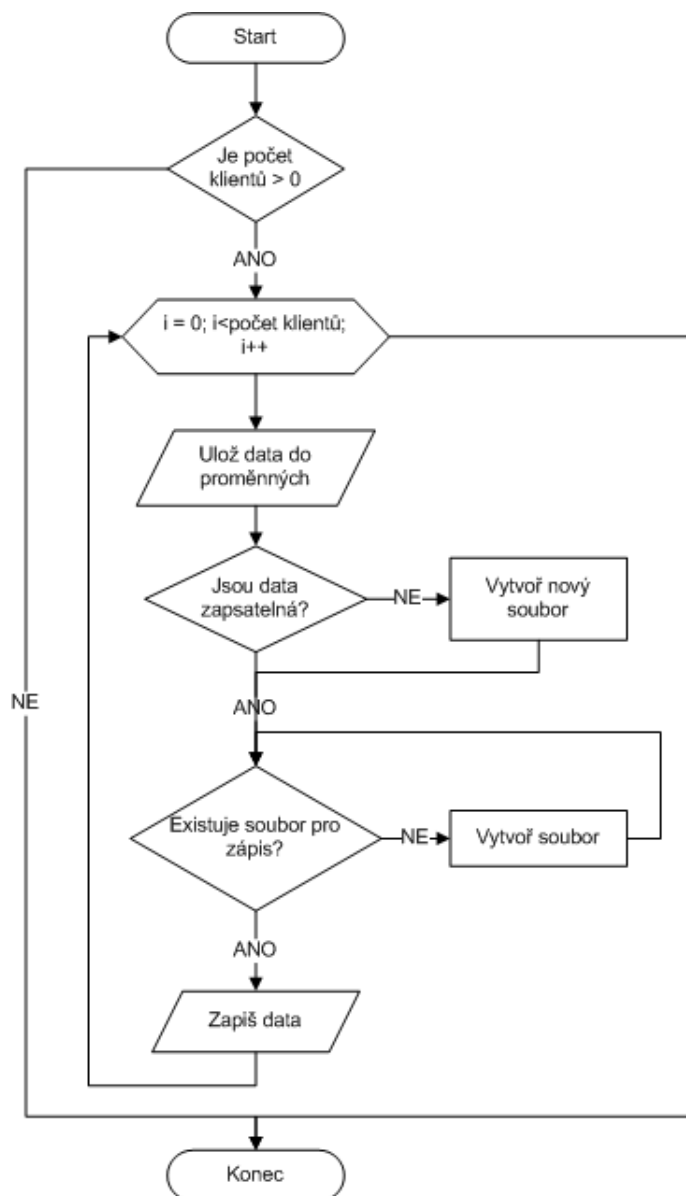 Start
Je počet
klientů > 0
ANO
i = 0; i<počet klientů;
i++
Ulož data do
proměnných
Jsou data
zapsatelná?
NE
Vytvoř nový
soubor
NE
ANO
Existuje soubor pro
zápis?
NE
Vytvoř soubor
ANO
Zapiš data
Konec